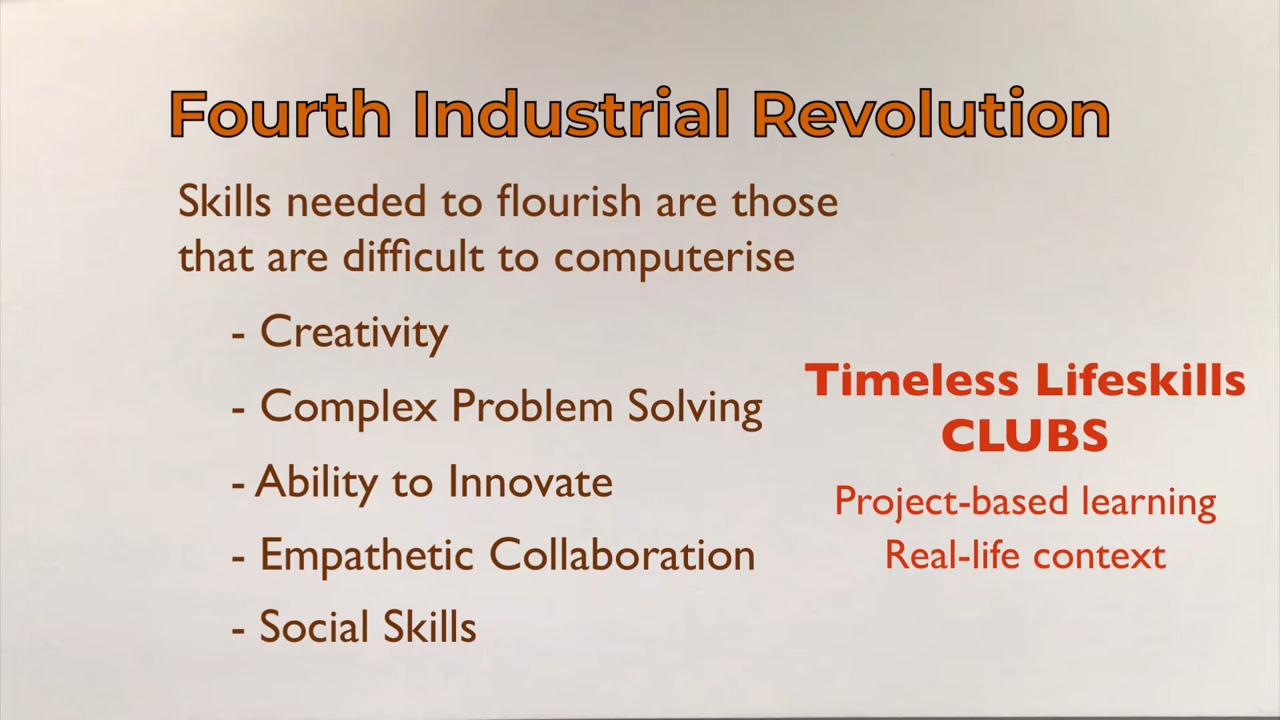 Fourth Industrial Revolution
Skills needed to flourish are those
that are difficult to computerise
- Creativity
- Complex Problem Solving
- Ability to Innovate
- Empathetic Collaboration
- Social Skills
Timeless Lifeskills
CLUBS
Project-based learning
Real-life context